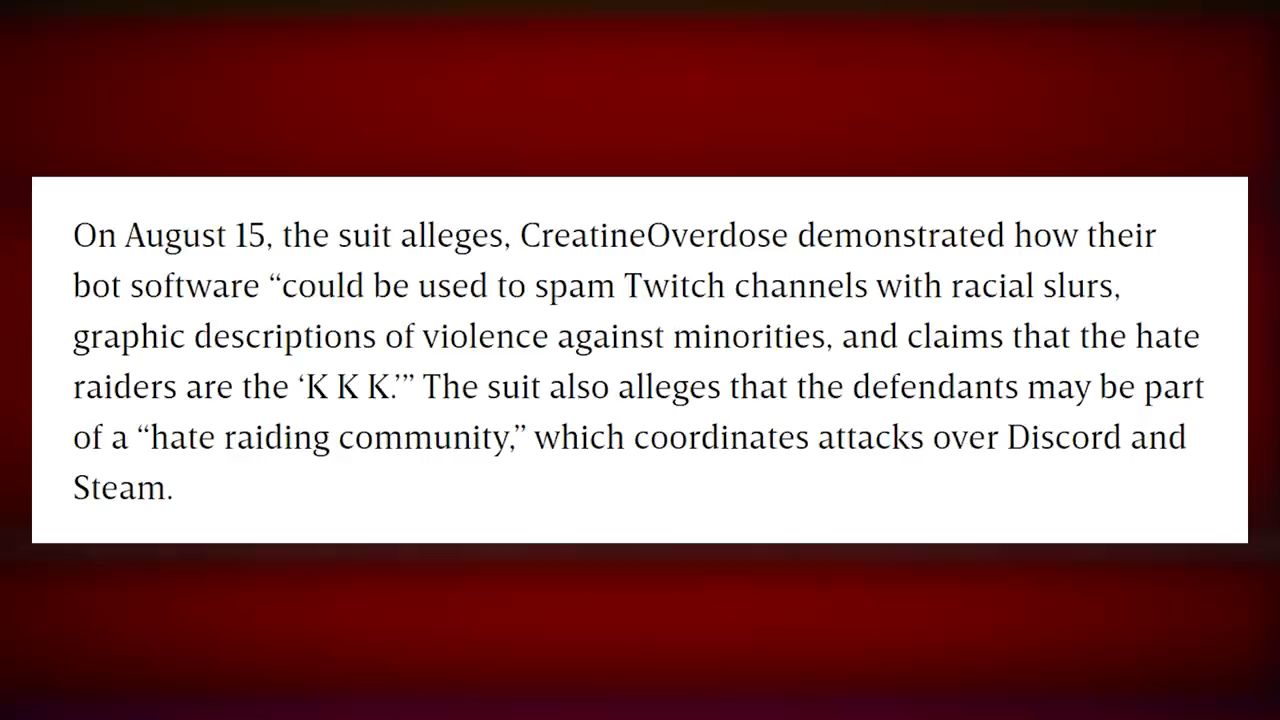 On August 15, the suit alleges, CreatineOverdose demonstrated how their
bot software “could be used to spam Twitch channels with racial slurs,
graphic descriptions of violence against minorities, and claims that the hate
raiders are the ‘K K K.’” The suit also alleges that the defendants may be part
of a “hate raiding community,” which coordinates attacks over Discord and
Steam.